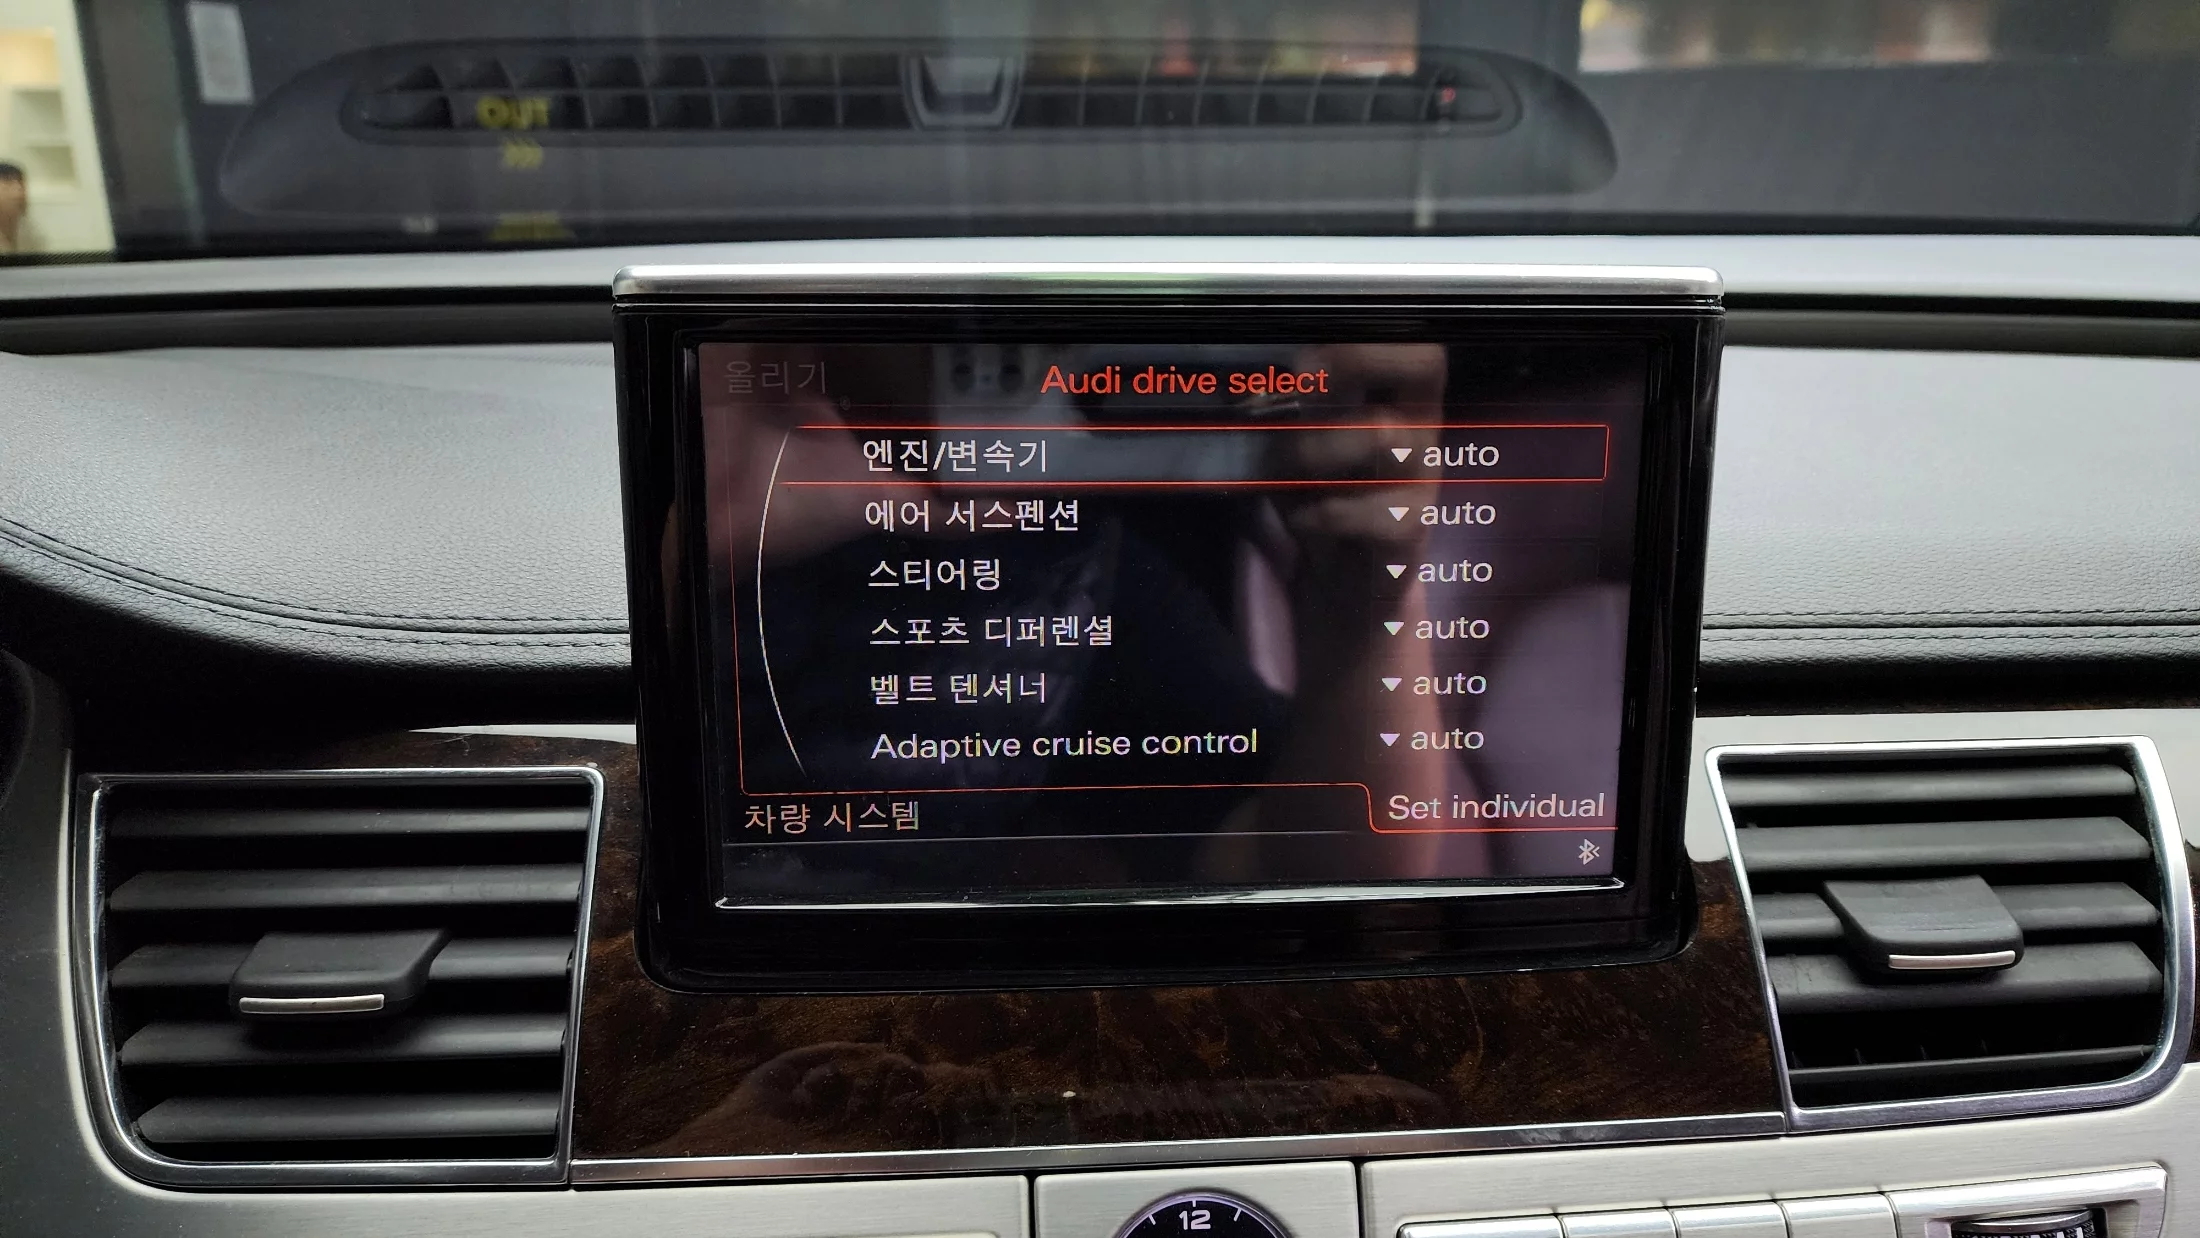 OUT
올리기
Audi drive select
엔진/변속기 ▼ auto
에어 서스펜션 ▼ auto
스티어링 ▼ auto
스포츠 디퍼렌셜 ▼ auto
벨트 텐셔너 ▼ auto
Adaptive cruise control ▼ auto
차량 시스템 Set individual
12